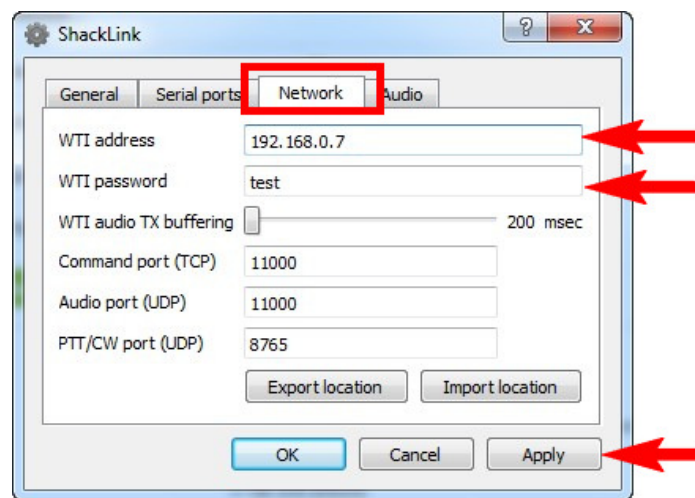 ShackLink
General Serial ports Network Audio
WTI address 192.168.0.7
WTI password test
WTI audio TX buffering 200 msec
Command port (TCP) 11000
Audio port (UDP) 11000
PTT/CW port (UDP) 8765
Export location Import location
OK Cancel Apply